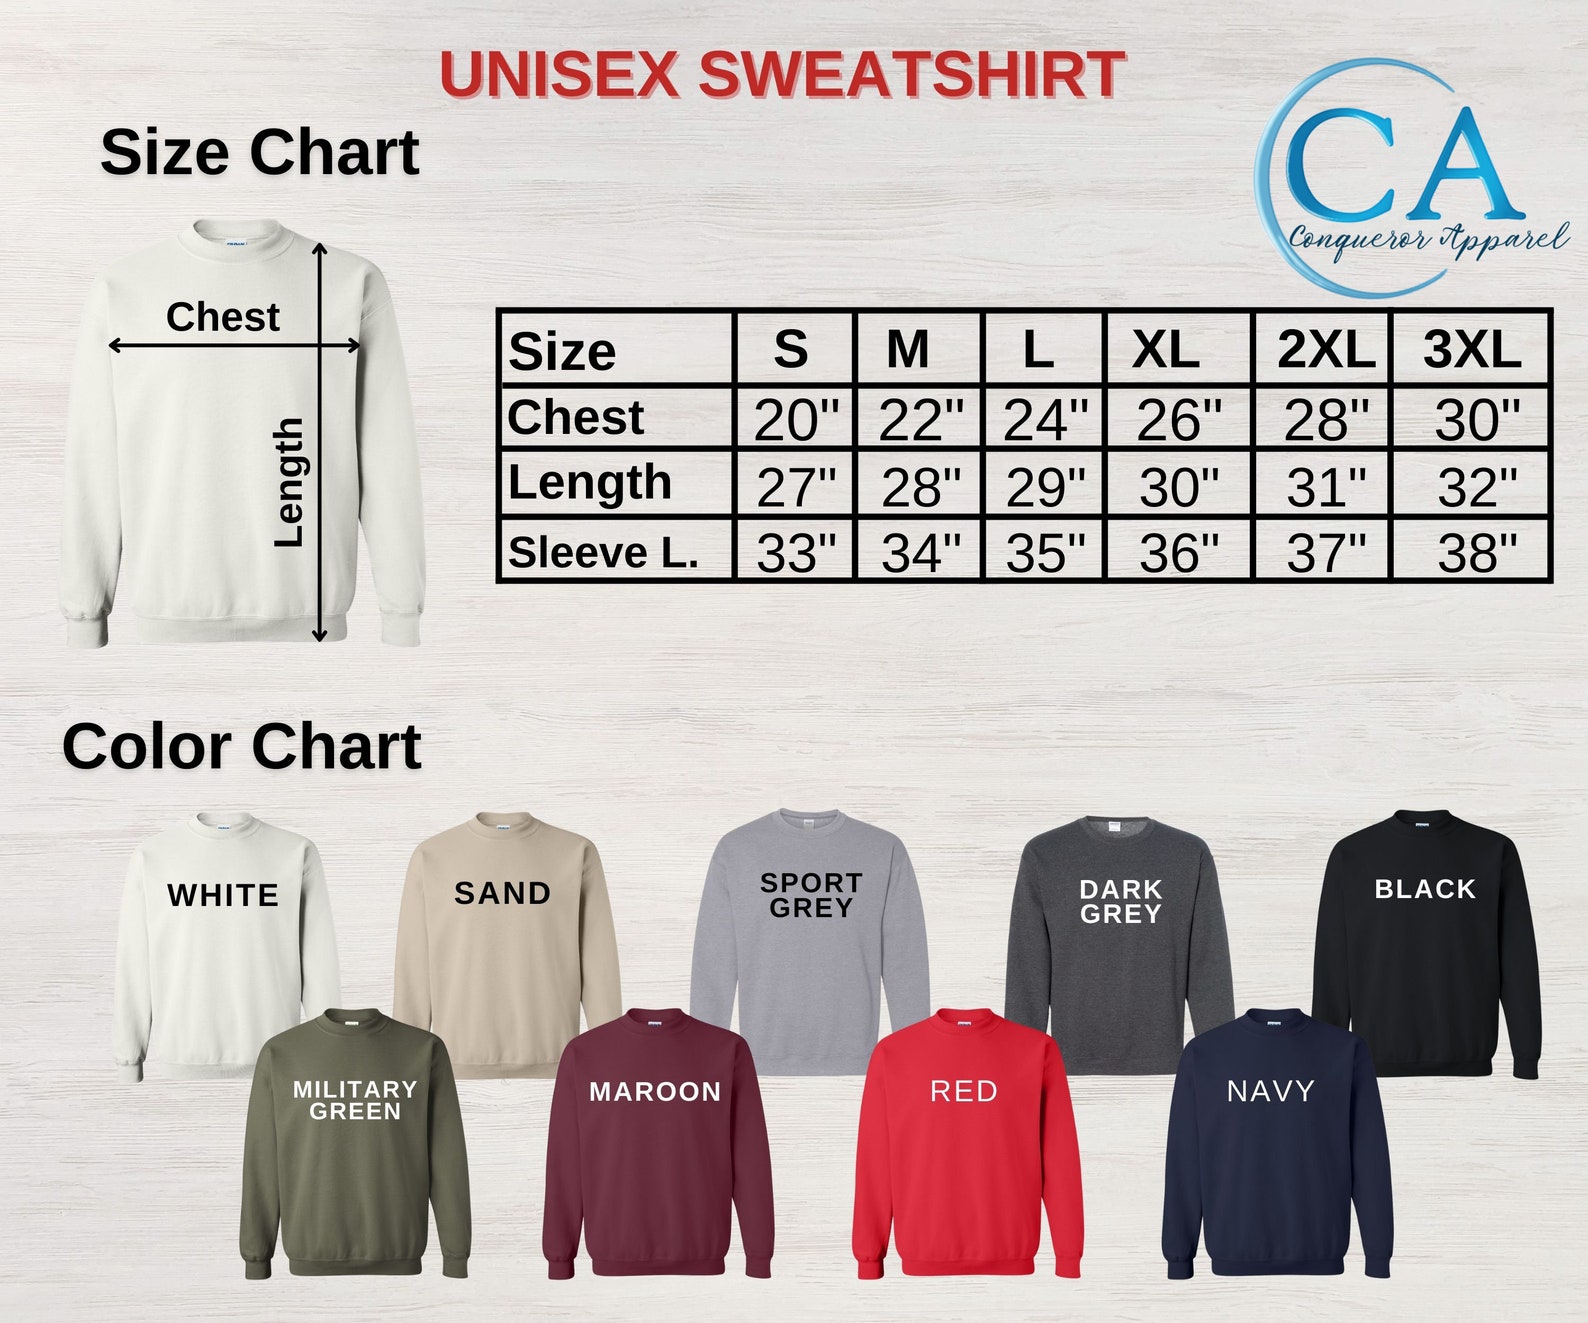 UNISEX SWEATSHIRT
Size Chart
CA
Conqueror Apparel
Chest
Length
Size S M L XL 2XL 3XL
Chest 20" 22" 24" 26" 28" 30"
Length 27" 28" 29" 30" 31" 32"
Sleeve L. 33" 34" 35" 36" 37" 38"
Color Chart
WHITE
SAND
SPORT
GREY
DARK
GREY
BLACK
MILITARY
GREEN
MAROON
RED
NAVY